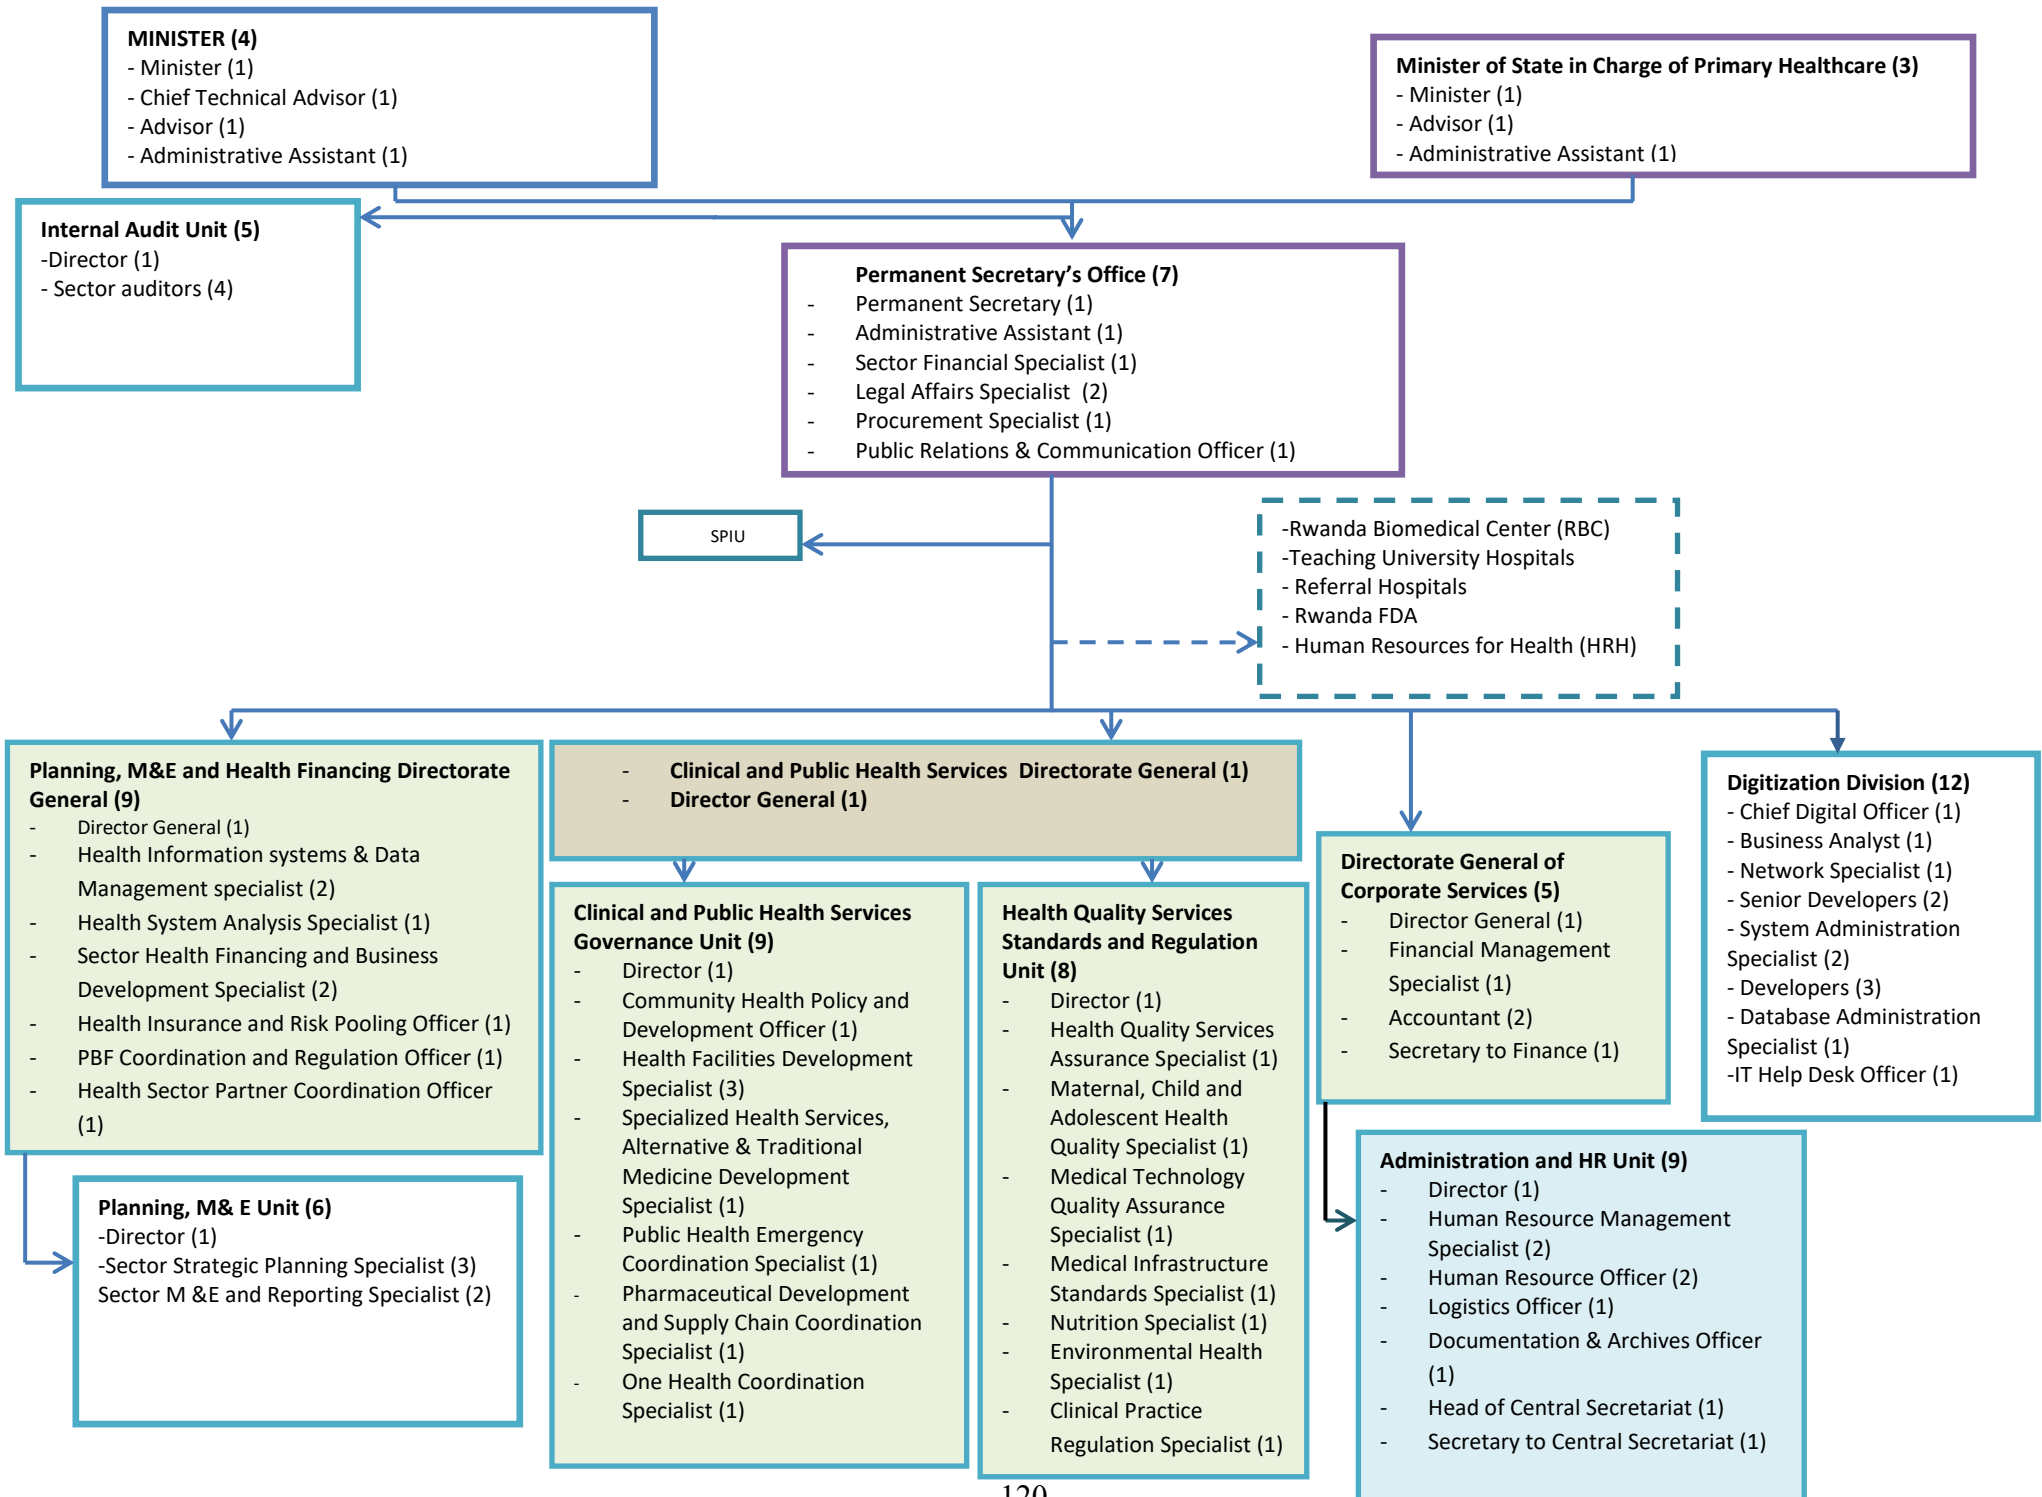 MINISTER (4)
- Minister (1)
- Chief Technical Advisor (1)
- Advisor (1)
- Administrative Assistant (1)
Minister of State in Charge of Primary Healthcare (3)
- Minister (1)
- Advisor (1)
- Administrative Assistant (1)
Internal Audit Unit (5)
-Director (1)
- Sector auditors (4)
Permanent Secretary’s Office (7)
- Permanent Secretary (1)
- Administrative Assistant (1)
- Sector Financial Specialist (1)
- Legal Affairs Specialist (2)
- Procurement Specialist (1)
- Public Relations & Communication Officer (1)
SPIU
-Rwanda Biomedical Center (RBC)
-Teaching University Hospitals
- Referral Hospitals
- Rwanda FDA
- Human Resources for Health (HRH)
Planning, M&E and Health Financing Directorate
General (9)
- Director General (1)
- Health Information systems & Data
Management specialist (2)
- Health System Analysis Specialist (1)
- Sector Health Financing and Business
Development Specialist (2)
- Health Insurance and Risk Pooling Officer (1)
- PBF Coordination and Regulation Officer (1)
- Health Sector Partner Coordination Officer
(1)
Planning, M& E Unit (6)
-Director (1)
-Sector Strategic Planning Specialist (3)
Sector M &E and Reporting Specialist (2)
- Clinical and Public Health Services Directorate General (1)
- Director General (1)
Clinical and Public Health Services
Governance Unit (9)
- Director (1)
- Community Health Policy and
Development Officer (1)
- Health Facilities Development
Specialist (3)
- Specialized Health Services,
Alternative & Traditional
Medicine Development
Specialist (1)
- Public Health Emergency
Coordination Specialist (1)
- Pharmaceutical Development
and Supply Chain Coordination
Specialist (1)
- One Health Coordination
Specialist (1)
Health Quality Services
Standards and Regulation
Unit (8)
- Director (1)
- Health Quality Services
Assurance Specialist (1)
- Maternal, Child and
Adolescent Health
Quality Specialist (1)
- Medical Technology
Quality Assurance
Specialist (1)
- Medical Infrastructure
Standards Specialist (1)
- Nutrition Specialist (1)
- Environmental Health
Specialist (1)
- Clinical Practice
Regulation Specialist (1)
Directorate General of
Corporate Services (5)
- Director General (1)
- Financial Management
Specialist (1)
- Accountant (2)
- Secretary to Finance (1)
Administration and HR Unit (9)
- Director (1)
- Human Resource Management
Specialist (2)
- Human Resource Officer (2)
- Logistics Officer (1)
- Documentation & Archives Officer
(1)
- Head of Central Secretariat (1)
- Secretary to Central Secretariat (1)
Digitization Division (12)
- Chief Digital Officer (1)
- Business Analyst (1)
- Network Specialist (1)
- Senior Developers (2)
- System Administration
Specialist (2)
- Developers (3)
- Database Administration
Specialist (1)
-IT Help Desk Officer (1)
120